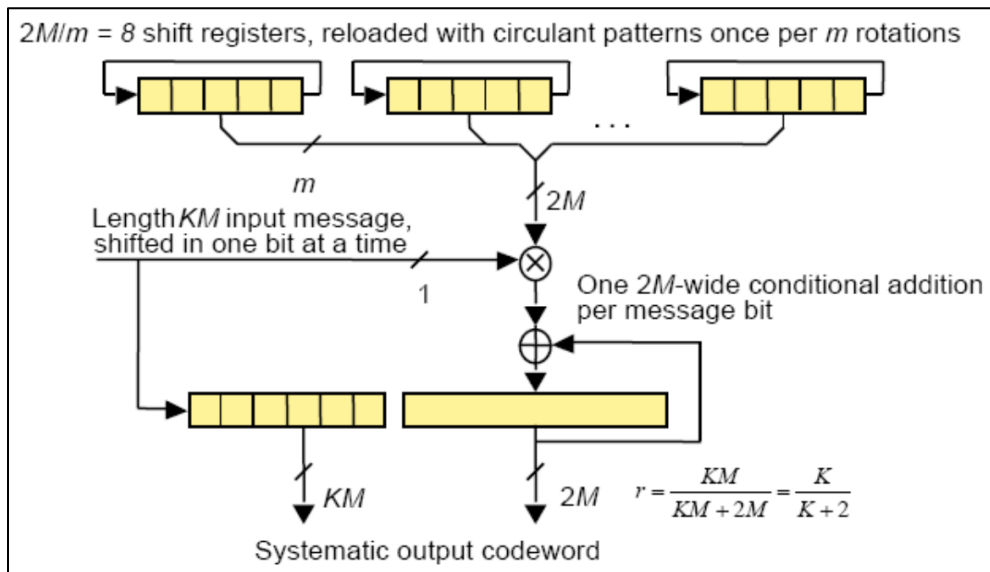 2M/m = 8 shift registers, reloaded with circulant patterns once per m rotations
. . .
m
2M
Length KM input message,
shifted in one bit at a time
1
One 2M-wide conditional addition
per message bit
KM
2M
r = KM / (KM + 2M) = K / (K + 2)
Systematic output codeword